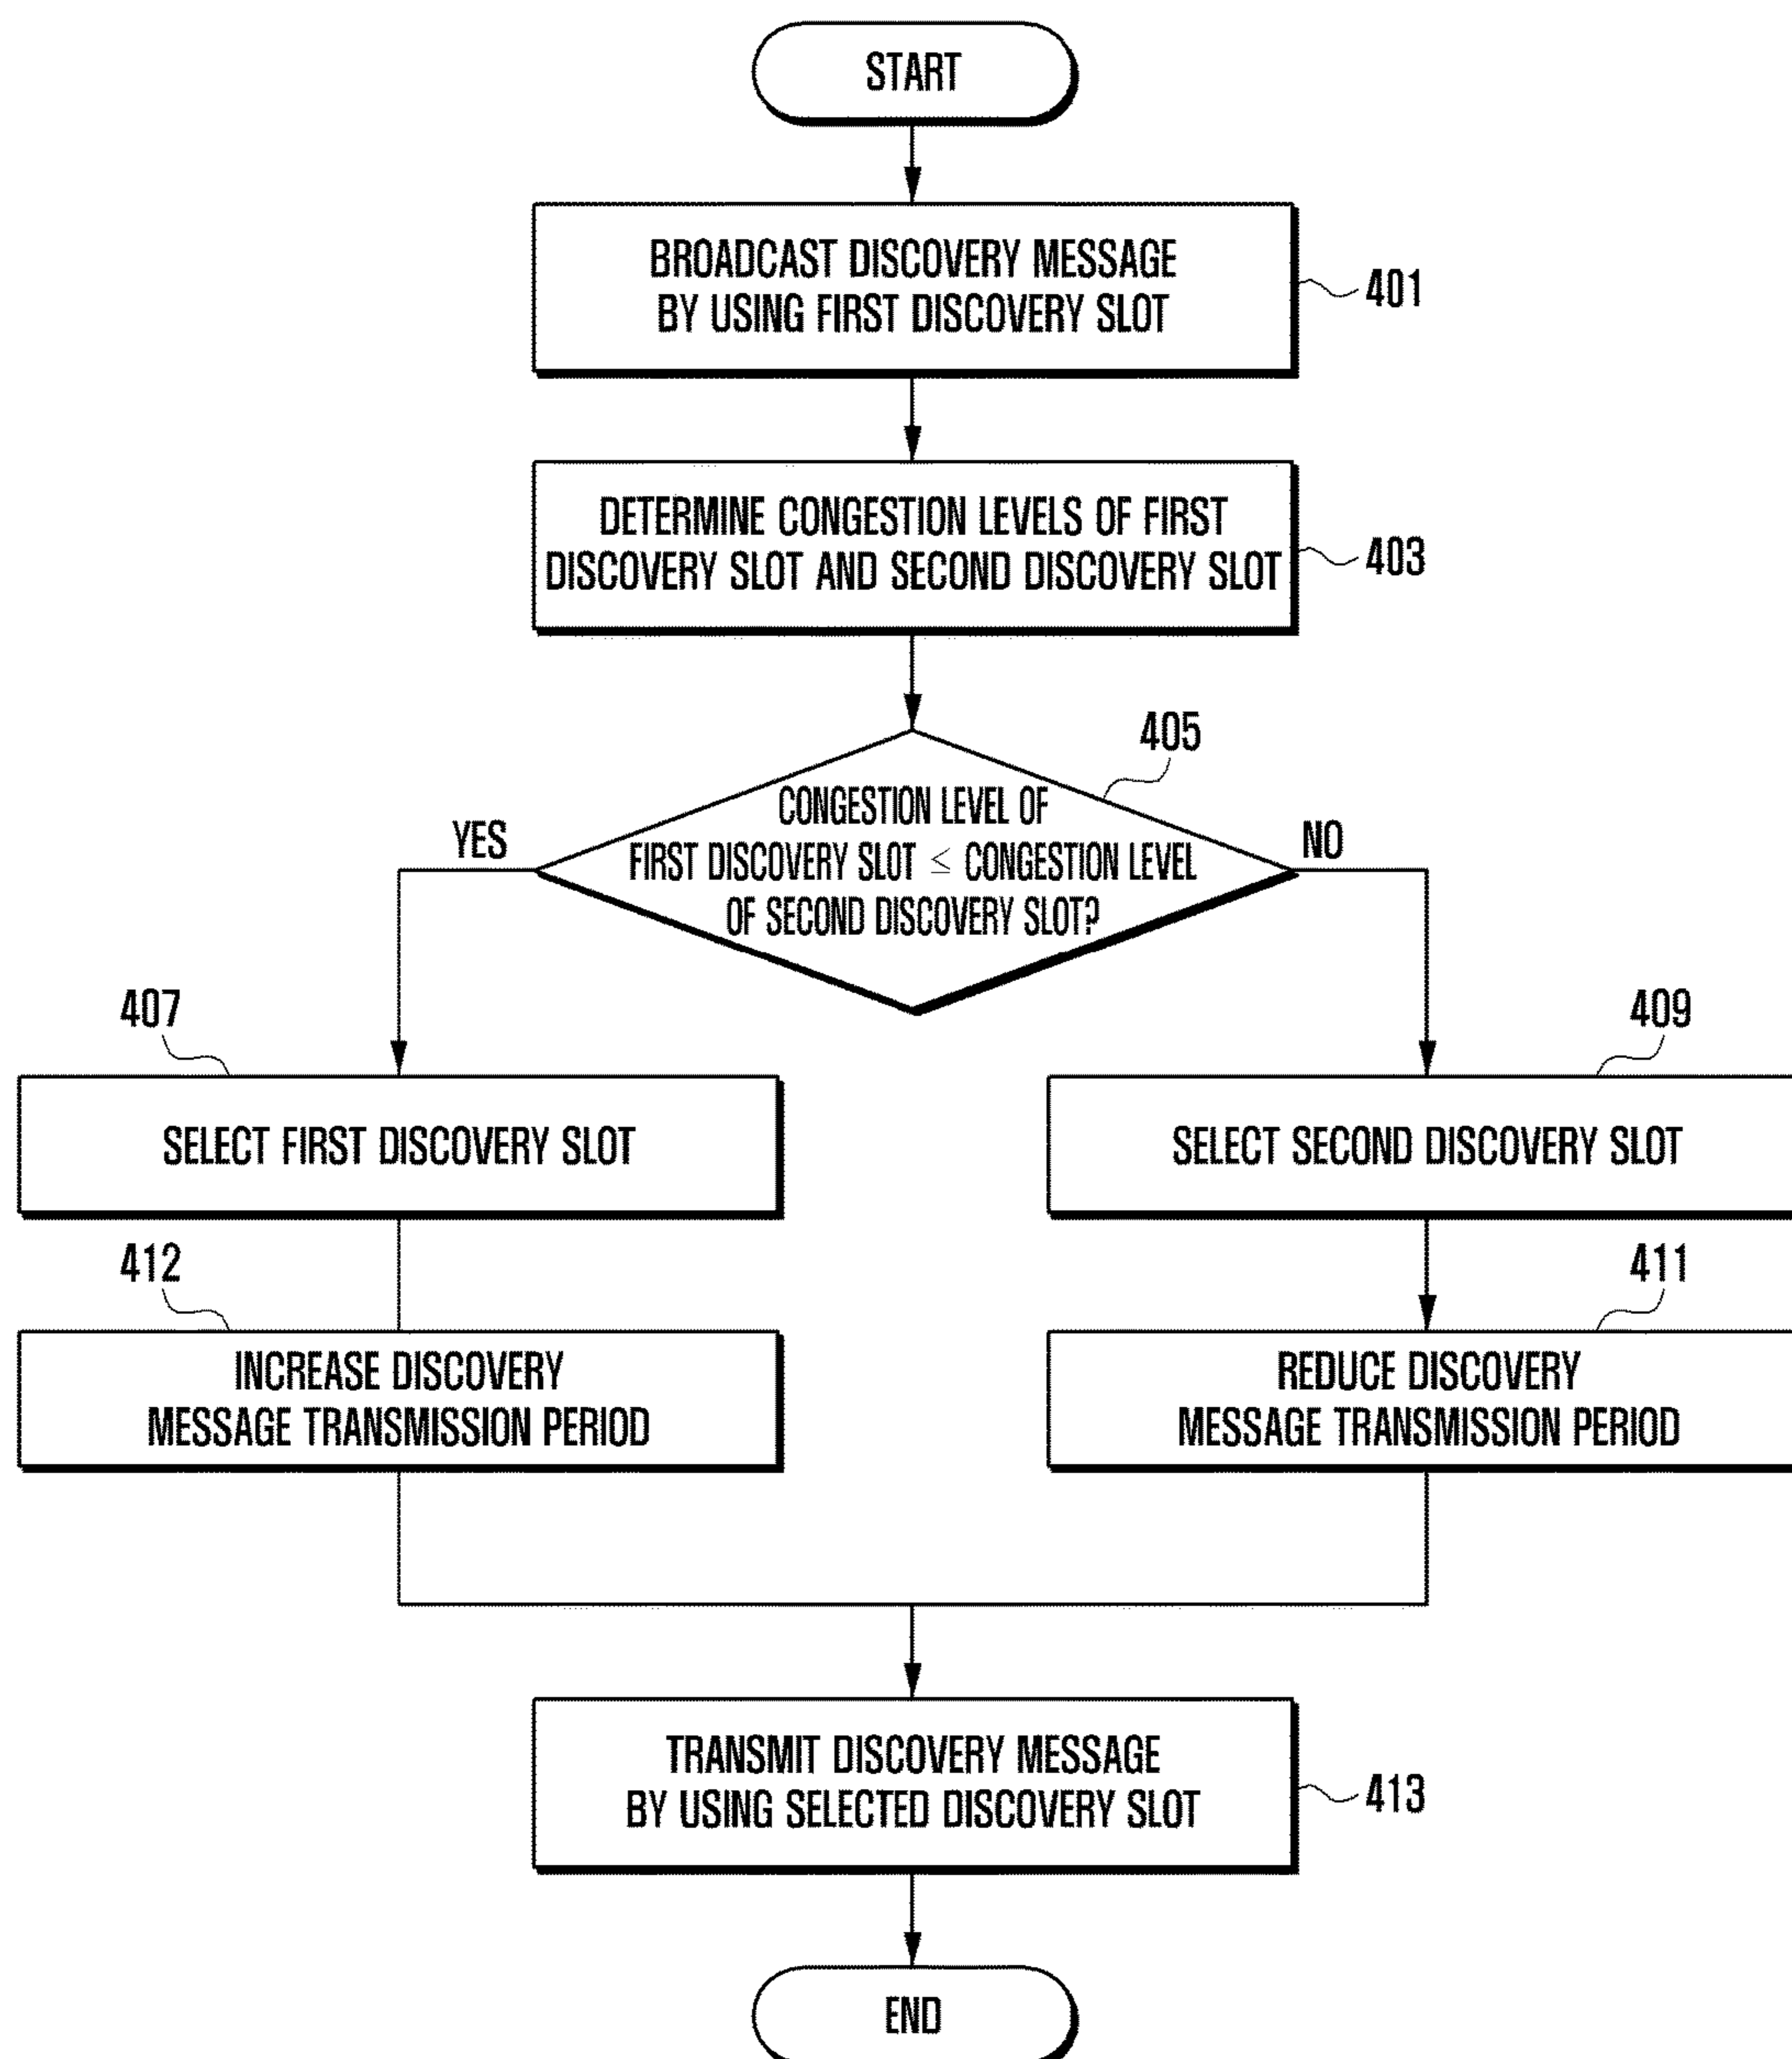 START
BROADCAST DISCOVERY MESSAGE
BY USING FIRST DISCOVERY SLOT
401
DETERMINE CONGESTION LEVELS OF FIRST
DISCOVERY SLOT AND SECOND DISCOVERY SLOT
403
405
CONGESTION LEVEL OF
FIRST DISCOVERY SLOT ≤ CONGESTION LEVEL
OF SECOND DISCOVERY SLOT?
YES
NO
407
409
SELECT FIRST DISCOVERY SLOT
SELECT SECOND DISCOVERY SLOT
412
411
INCREASE DISCOVERY
MESSAGE TRANSMISSION PERIOD
REDUCE DISCOVERY
MESSAGE TRANSMISSION PERIOD
TRANSMIT DISCOVERY MESSAGE
BY USING SELECTED DISCOVERY SLOT
413
END